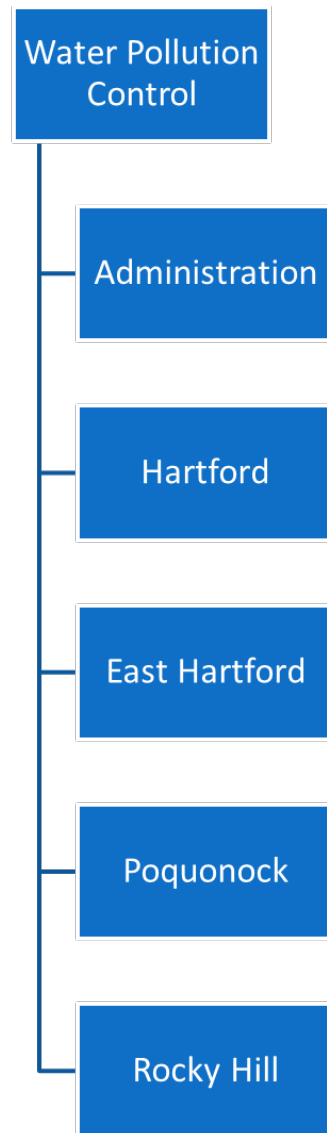 Water Pollution
Control
Administration
Hartford
East Hartford
Poquonock
Rocky Hill